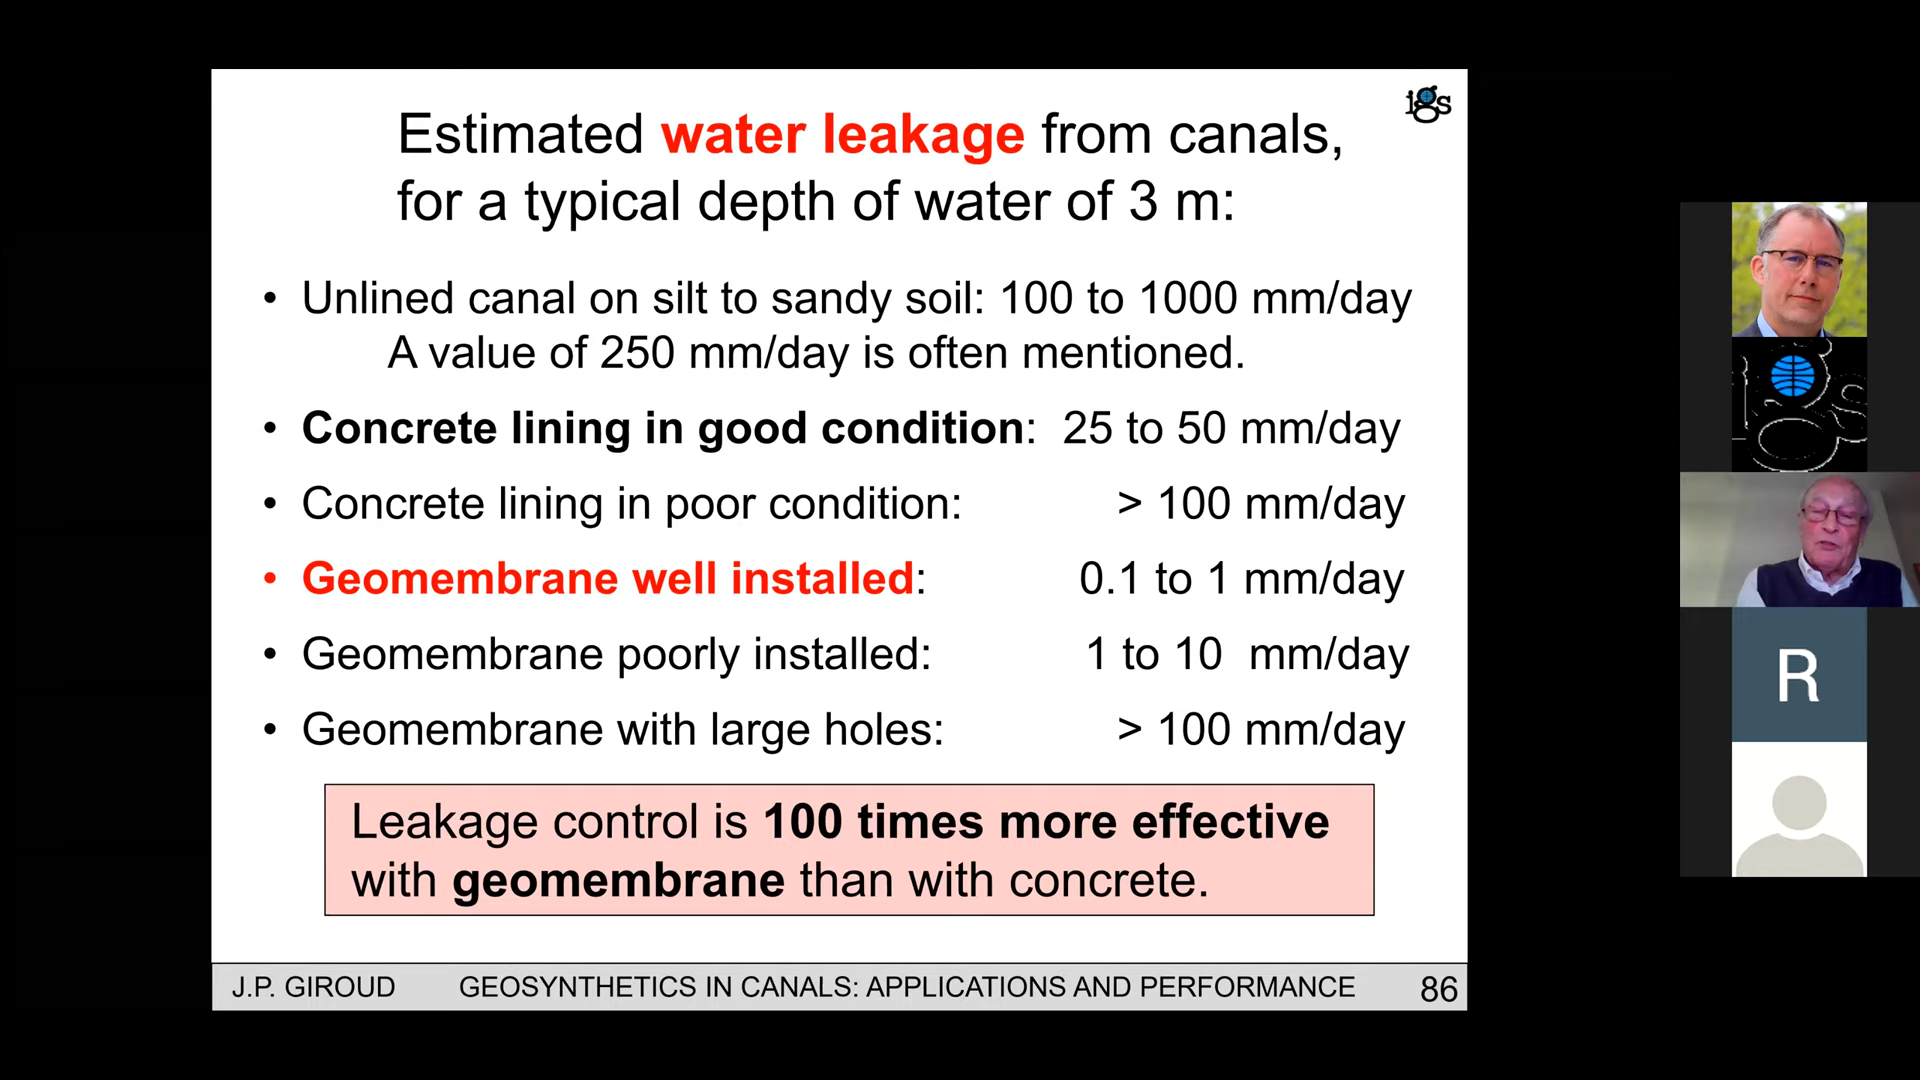 igs
Estimated water leakage from canals,
for a typical depth of water of 3 m:
• Unlined canal on silt to sandy soil: 100 to 1000 mm/day
A value of 250 mm/day is often mentioned.
• Concrete lining in good condition: 25 to 50 mm/day
• Concrete lining in poor condition: > 100 mm/day
• Geomembrane well installed: 0.1 to 1 mm/day
• Geomembrane poorly installed: 1 to 10 mm/day
• Geomembrane with large holes: > 100 mm/day
Leakage control is 100 times more effective
with geomembrane than with concrete.
J.P. GIROUD GEOSYNTHETICS IN CANALS: APPLICATIONS AND PERFORMANCE 86
igs
R